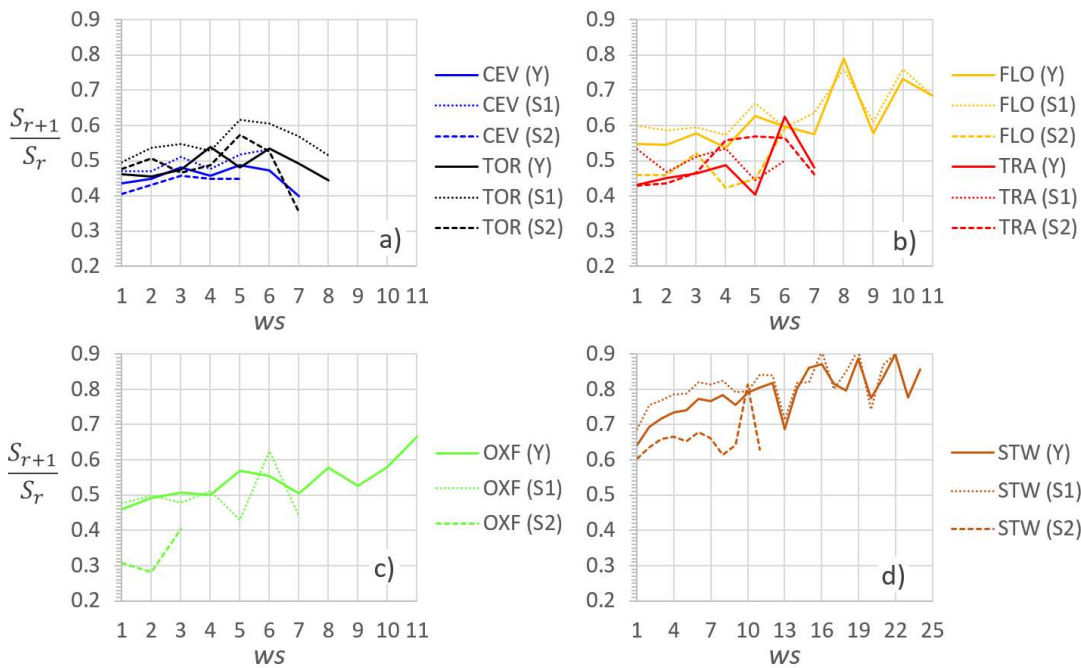 0.9
0.8
0.7
0.6
0.5
0.4
0.3
0.2
S_{r+1}
S_r
1 2 3 4 5 6 7 8 9 10 11
ws
a)
CEV (Y)
CEV (S1)
CEV (S2)
TOR (Y)
TOR (S1)
TOR (S2)
0.9
0.8
0.7
0.6
0.5
0.4
0.3
0.2
1 2 3 4 5 6 7 8 9 10 11
ws
b)
FLO (Y)
FLO (S1)
FLO (S2)
TRA (Y)
TRA (S1)
TRA (S2)
0.9
0.8
0.7
0.6
0.5
0.4
0.3
0.2
S_{r+1}
S_r
1 2 3 4 5 6 7 8 9 10 11
ws
c)
OXF (Y)
OXF (S1)
OXF (S2)
0.9
0.8
0.7
0.6
0.5
0.4
0.3
0.2
1 4 7 10 13 16 19 22 25
ws
d)
STW (Y)
STW (S1)
STW (S2)